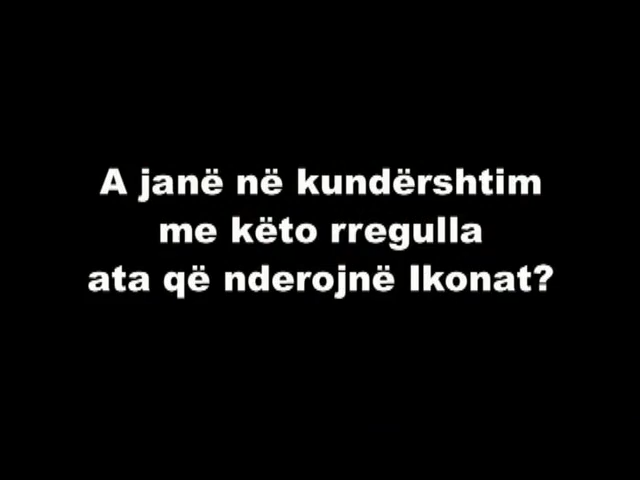 A janë në kundërshtim
me këto rregulla
ata që nderojnë Ikonat?